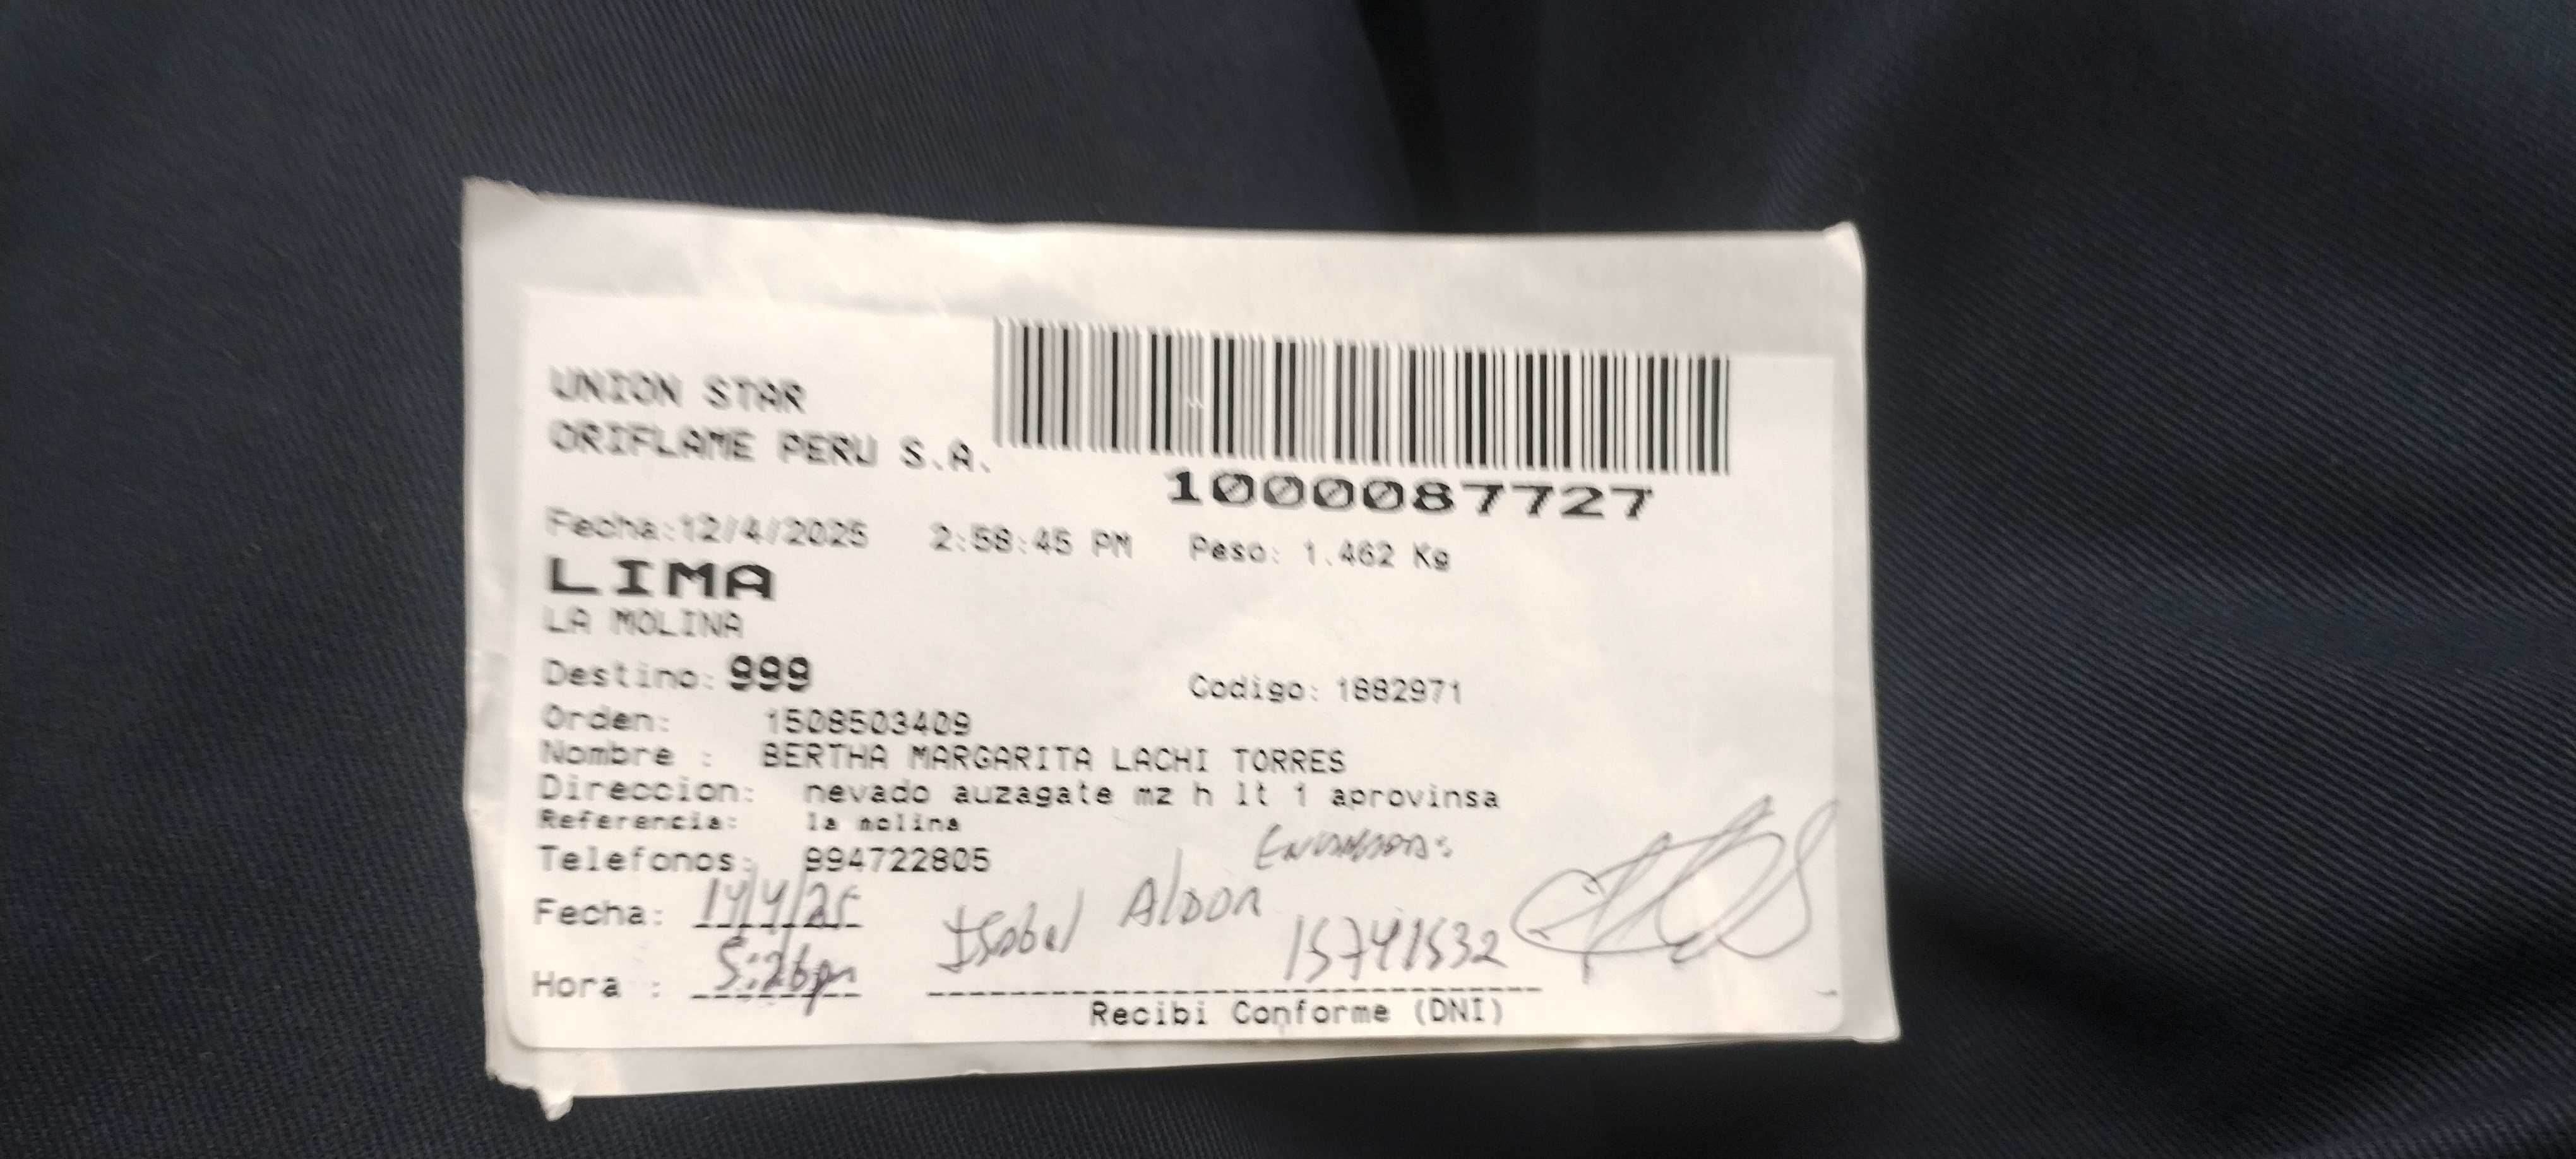 UNION STAR
ORIFLAME PERU S.A.
1000087727
Fecha:12/4/2025 2:58:45 PM Peso: 1.462 Kg
LIMA
LA MOLINA
Destino: 999 Codigo: 1882971
Orden: 1508503409
Nombre : BERTHA MARGARITA LACHI TORRES
Direccion: nevado auzagate mz h lt 1 aprovinsa
Referencia: la molina
Telefonos: 994722805
Fecha: 14/4/25 Isabel
Hora : 5:26pm 15741532
Recibi Conforme (DNI)